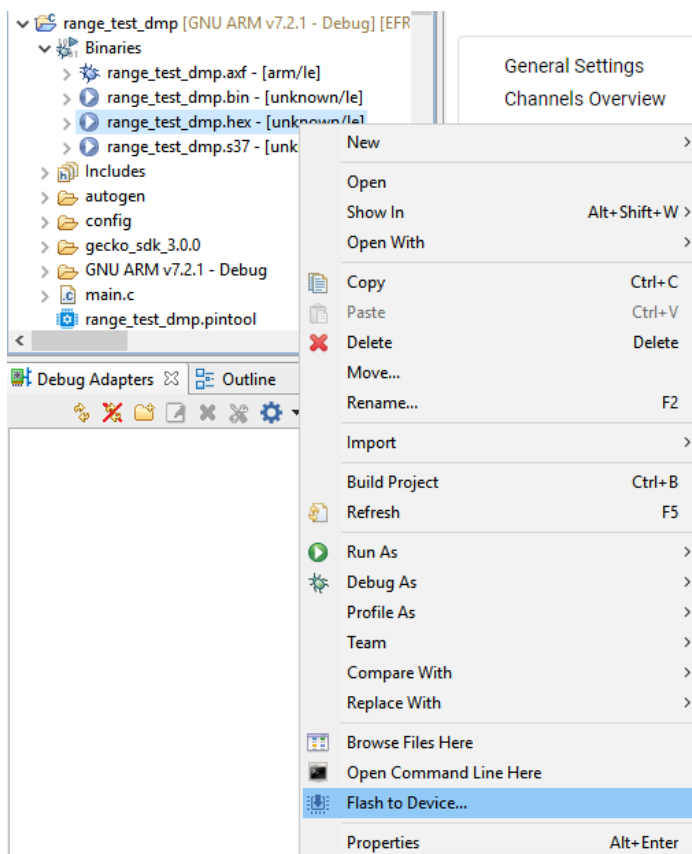 range_test_dmp [GNU ARM v7.2.1 - Debug] [EFR
Binaries
range_test_dmp.axf - [arm/le]
range_test_dmp.bin - [unknown/le]
range_test_dmp.hex - [unknown/le]
range_test_dmp.s37 - [unk
Includes
autogen
config
gecko_sdk_3.0.0
GNU ARM v7.2.1 - Debug
main.c
range_test_dmp.pintool
General Settings
Channels Overview
Debug Adapters
Outline
New
Open
Show In Alt+Shift+W
Open With
Copy Ctrl+C
Paste Ctrl+V
Delete Delete
Move...
Rename... F2
Import
Build Project Ctrl+B
Refresh F5
Run As
Debug As
Profile As
Team
Compare With
Replace With
Browse Files Here
Open Command Line Here
Flash to Device...
Properties Alt+Enter